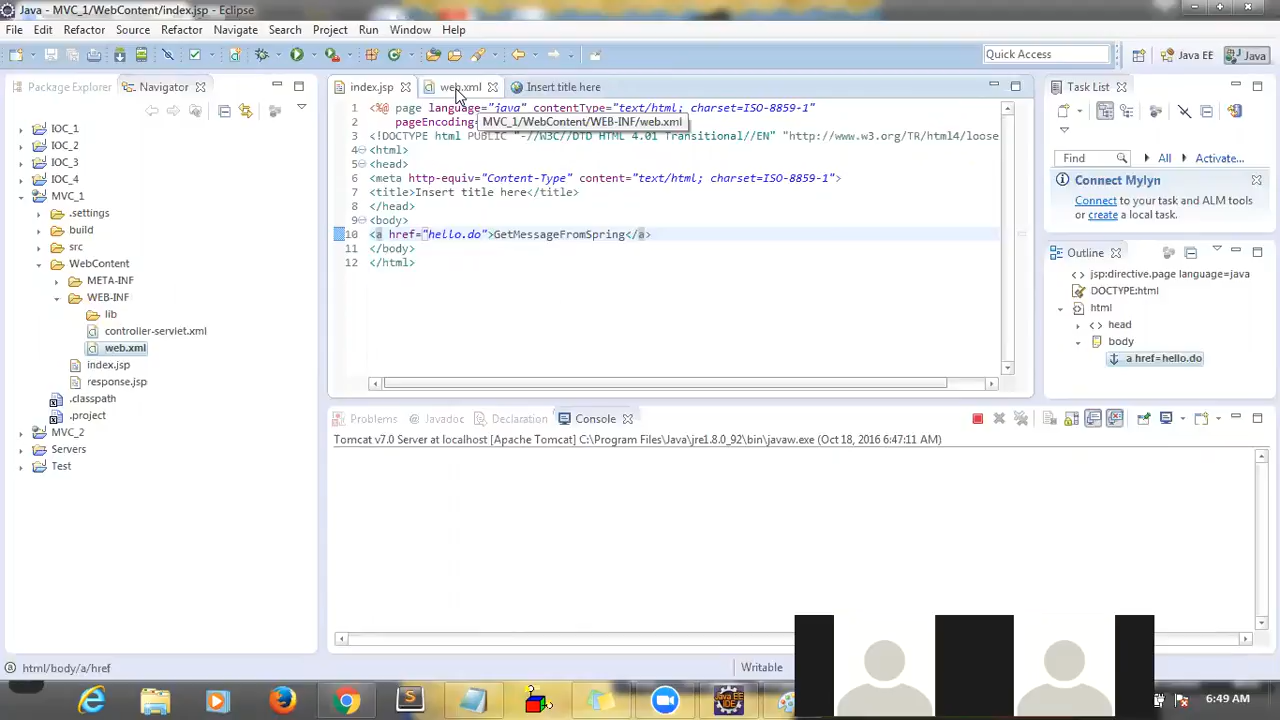 Java - MVC_1/WebContent/index.jsp - Eclipse
File Edit Refactor Source Refactor Navigate Search Project Run Window Help
Quick Access
Java EE
Java
Package Explorer
Navigator
index.jsp
web.xml
Insert title here
Task List
IOC_1
IOC_2
IOC_3
IOC_4
MVC_1
.settings
build
src
WebContent
META-INF
WEB-INF
lib
controller-servlet.xml
web.xml
index.jsp
response.jsp
.classpath
.project
MVC_2
Servers
Test
1 <%@ page language="java" contentType="text/html; charset=ISO-8859-1"
2 pageEncoding=
MVC_1/WebContent/WEB-INF/web.xml
3 <!DOCTYPE html PUBLIC "-//W3C//DTD HTML 4.01 Transitional//EN" "http://www.w3.org/TR/html4/loose
4 <html>
5 <head>
6 <meta http-equiv="Content-Type" content="text/html; charset=ISO-8859-1">
7 <title>Insert title here</title>
8 </head>
9 <body>
10 <a href="hello.do">GetMessageFromSpring</a>
11 </body>
12 </html>
Find
All
Activate...
Connect Mylyn
Connect to your task and ALM tools
or create a local task.
Outline
jsp:directive.page language=java
DOCTYPE:html
html
head
body
a href=hello.do
Problems
Javadoc
Declaration
Console
Tomcat v7.0 Server at localhost [Apache Tomcat] C:\Program Files\Java\jre1.8.0_92\bin\javaw.exe (Oct 18, 2016 6:47:11 AM)
html/body/a/href
Writable
Java EE
IDE
6:49 AM